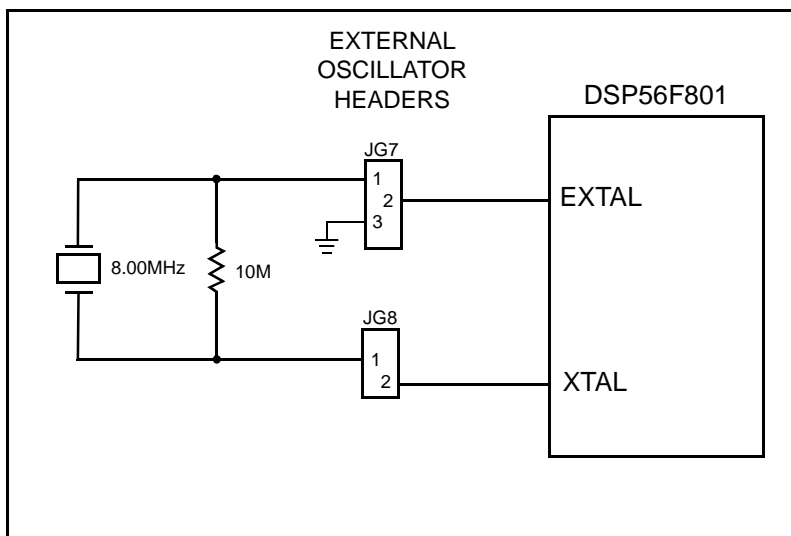 EXTERNAL
OSCILLATOR
HEADERS
DSP56F801
JG7
1
2
3
EXTAL
8.00MHz
10M
JG8
1
2
XTAL